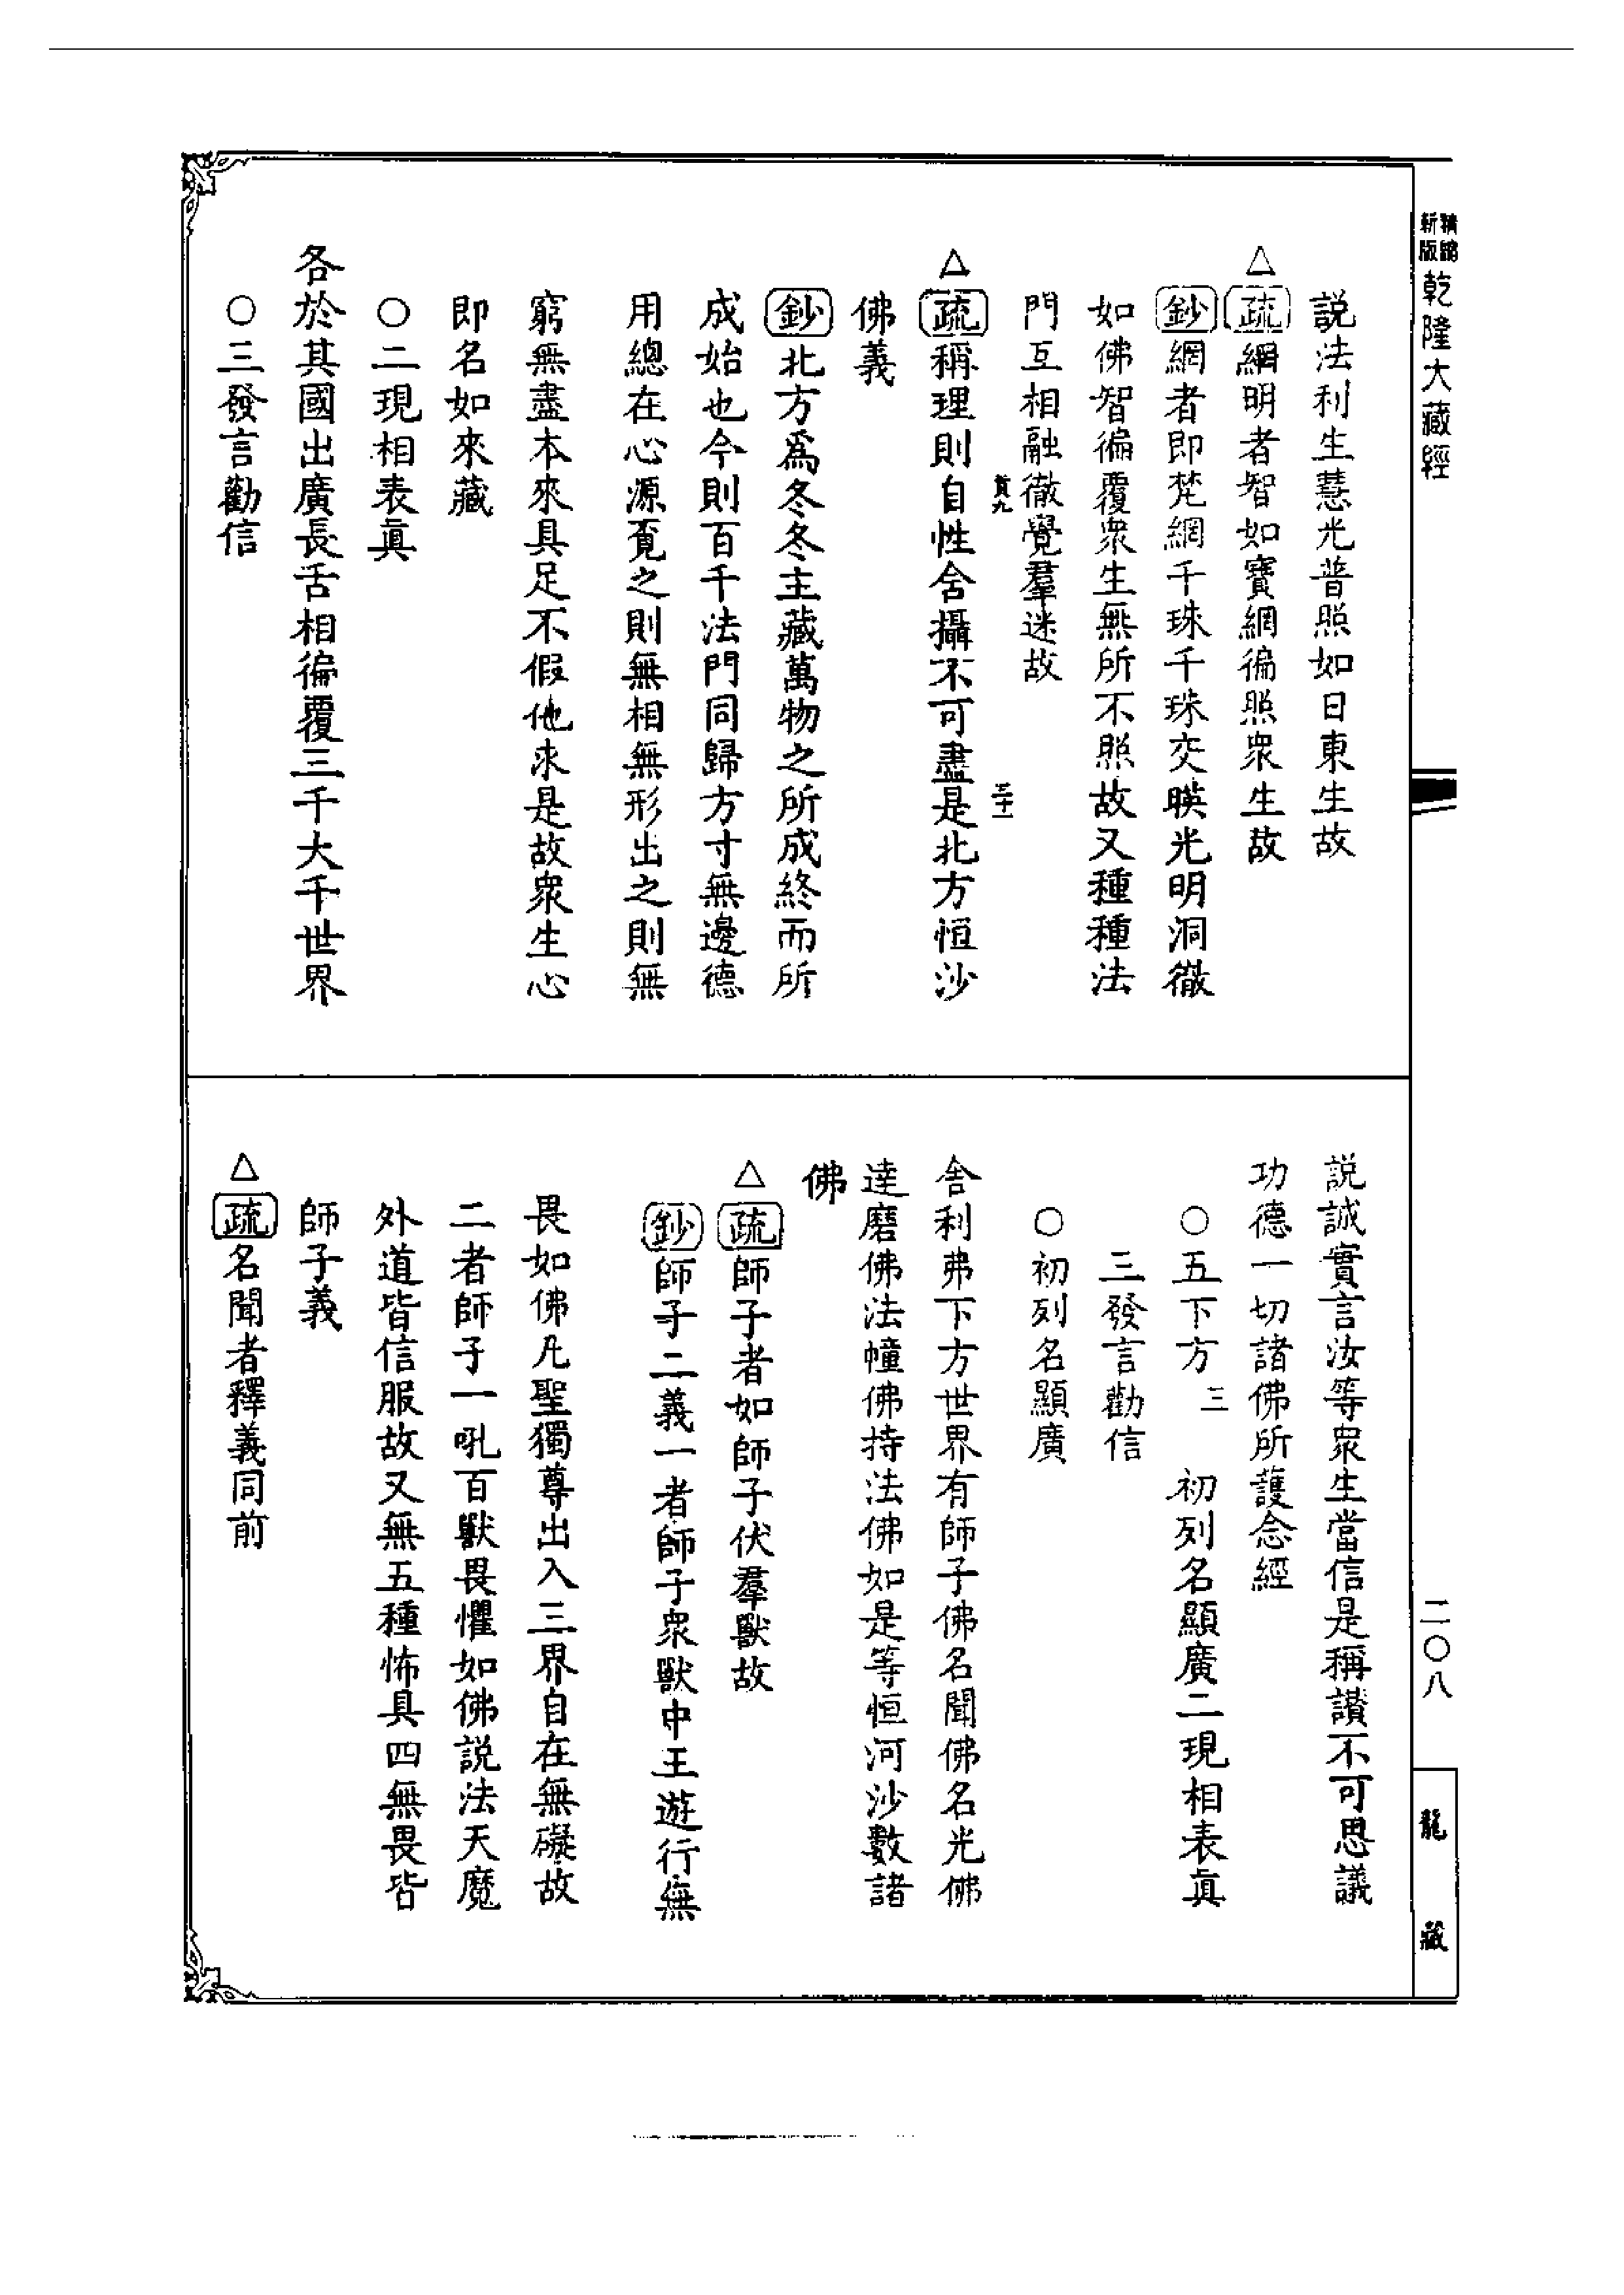 精緻
新版
乾隆大藏經
說法利生慧光普照如日東生故
△疏網明者智如寶網徧照衆生故
鈔網者即梵網千珠千珠交暎光明洞徹
如佛智徧覆衆生無所不照故又種種法
門互相融徹覺羣迷故
△疏稱理則自性含攝不可盡是北方恒沙
佛義
鈔北方爲冬冬主藏萬物之所成終而所
成始也今則百千法門同歸方寸無邊德
用總在心源覔之則無相無形出之則無
窮無盡本來具足不假他求是故衆生心
即名如來藏
○二現相表眞
各於其國出廣長舌相徧覆三千大千世界
○三發言勸信
說誠實言汝等衆生當信是稱讚不可思議
功德一切諸佛所護念經
○五下方 三 初列名顯廣二現相表眞
三發言勸信
○初列名顯廣
舍利弗下方世界有師子佛名聞佛名光佛
達磨佛法幢佛持法佛如是等恒河沙數諸
佛
△疏師子者如師子伏羣獸故
鈔師子二義一者師子衆獸中王遊行無
畏如佛凡聖獨尊出入三界自在無礙故
二者師子一吼百獸畏懼如佛說法天魔
外道皆信服故又無五種怖具四無畏皆
師子義
△疏名聞者釋義同前
二〇八
龍藏